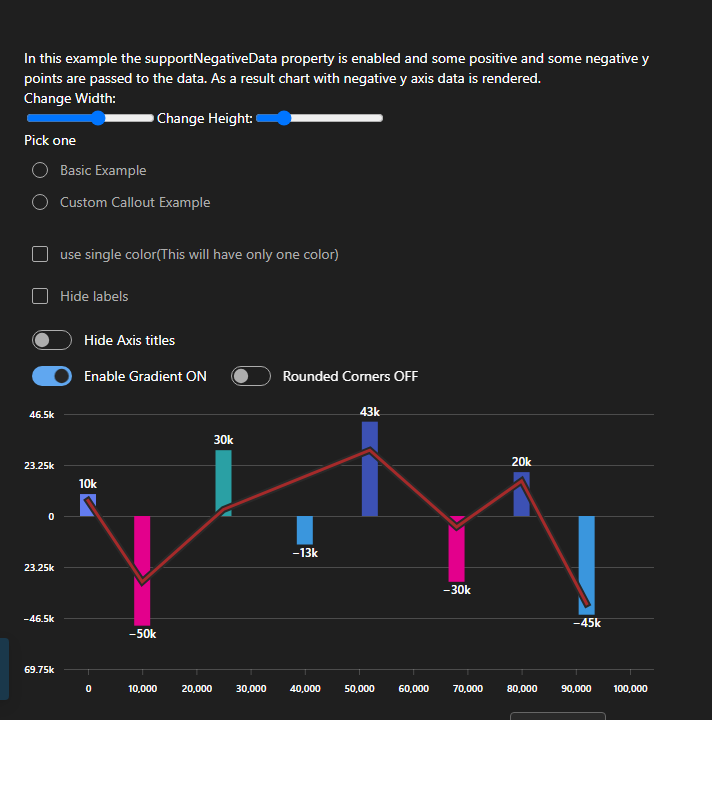 In this example the supportNegativeData property is enabled and some positive and some negative y
points are passed to the data. As a result chart with negative y axis data is rendered.
Change Width:
Change Height:
Pick one
Basic Example
Custom Callout Example
use single color(This will have only one color)
Hide labels
Hide Axis titles
Enable Gradient ON Rounded Corners OFF
46.5k
43k
30k
23.25k
20k
10k
0
−13k
23.25k
−30k
−46.5k
−45k
−50k
69.75k
0 10,000 20,000 30,000 40,000 50,000 60,000 70,000 80,000 90,000 100,000